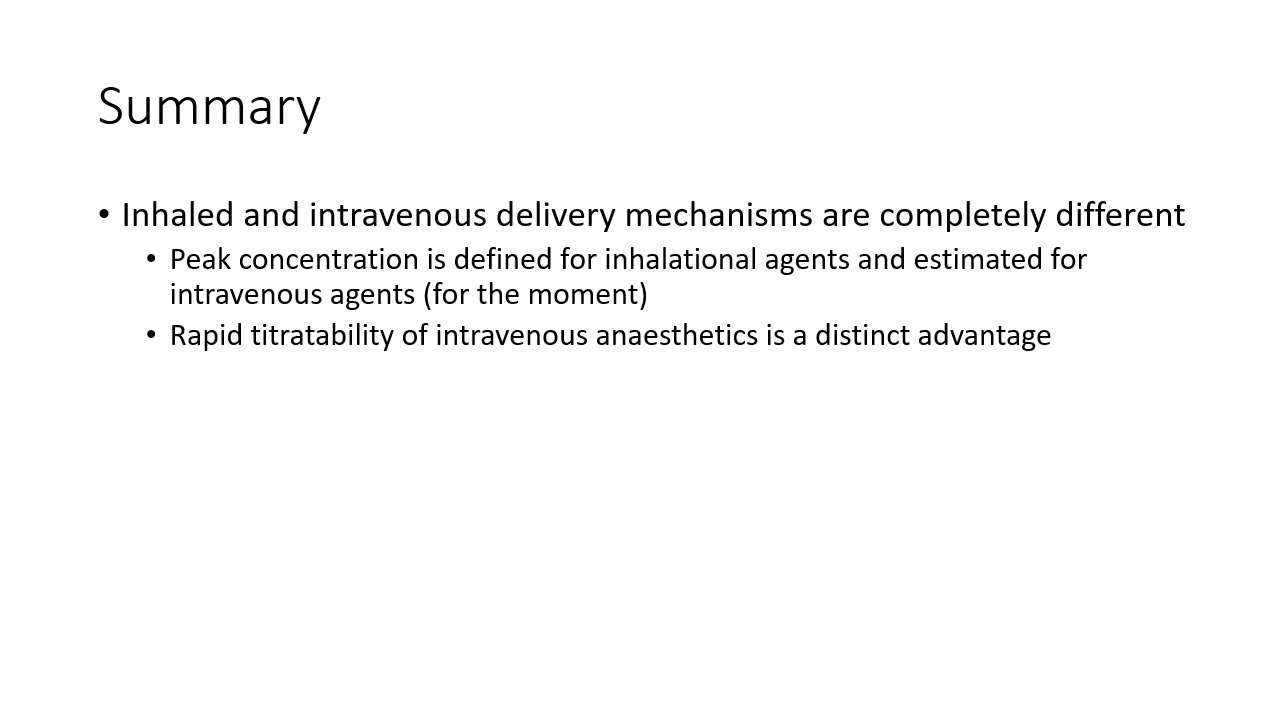 Summary
• Inhaled and intravenous delivery mechanisms are completely different
• Peak concentration is defined for inhalational agents and estimated for
intravenous agents (for the moment)
• Rapid titratability of intravenous anaesthetics is a distinct advantage